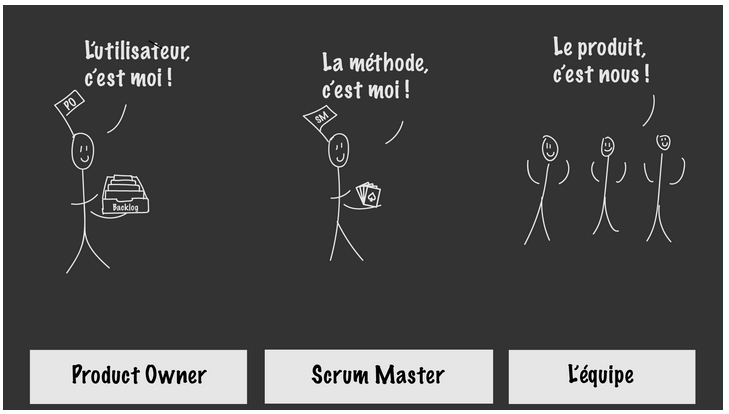 L'utilisateur,
c'est moi !
PO
Backlog
Product Owner
La méthode,
c'est moi !
SM
Scrum Master
Le produit,
c'est nous !
L'équipe